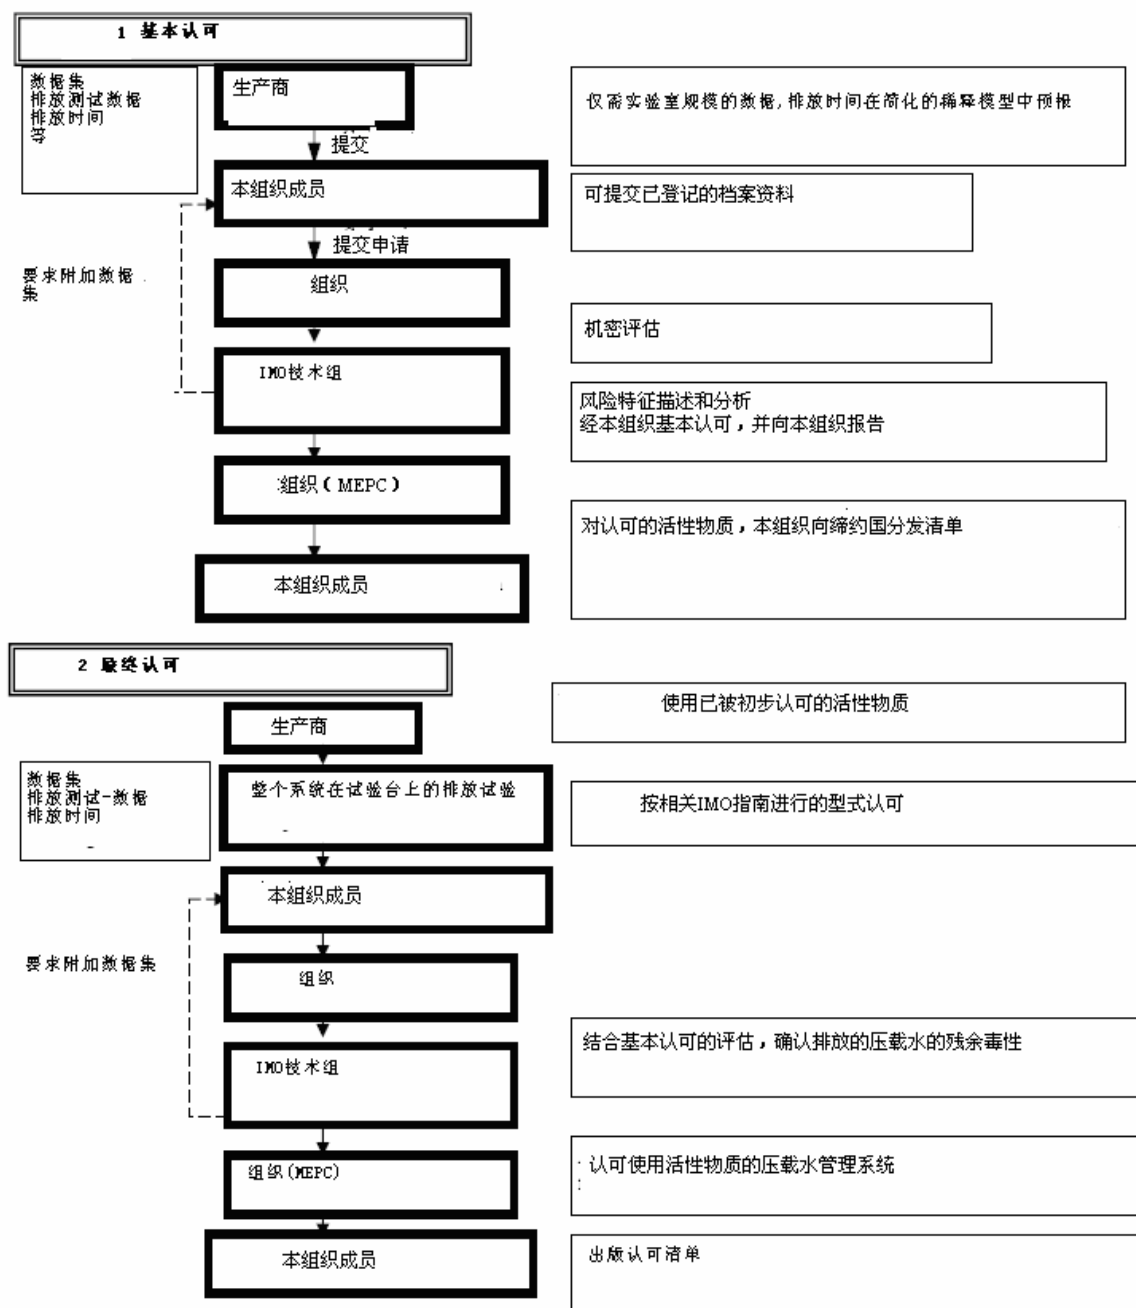 1 基本认可
数据集
排放测试数据
排放时间
等
生产商
仅需实验室规模的数据,排放时间在简化的稀释模型中预报
提交
本组织成员
可提交已登记的档案资料
提交申请
要求附加数据
集
组织
机密评估
IMO技术组
风险特征描述和分析
经本组织基本认可，并向本组织报告
组织（MEPC）
对认可的活性物质，本组织向缔约国分发清单
本组织成员
2 最终认可
使用已被初步认可的活性物质
生产商
数据集
排放测试-数据
排放时间
整个系统在试验台上的排放试验
按相关IMO指南进行的型式认可
本组织成员
要求附加数据集
组织
结合基本认可的评估，确认排放的压载水的残余毒性
IMO技术组
组织(MEPC)
认可使用活性物质的压载水管理系统
本组织成员
出版认可清单